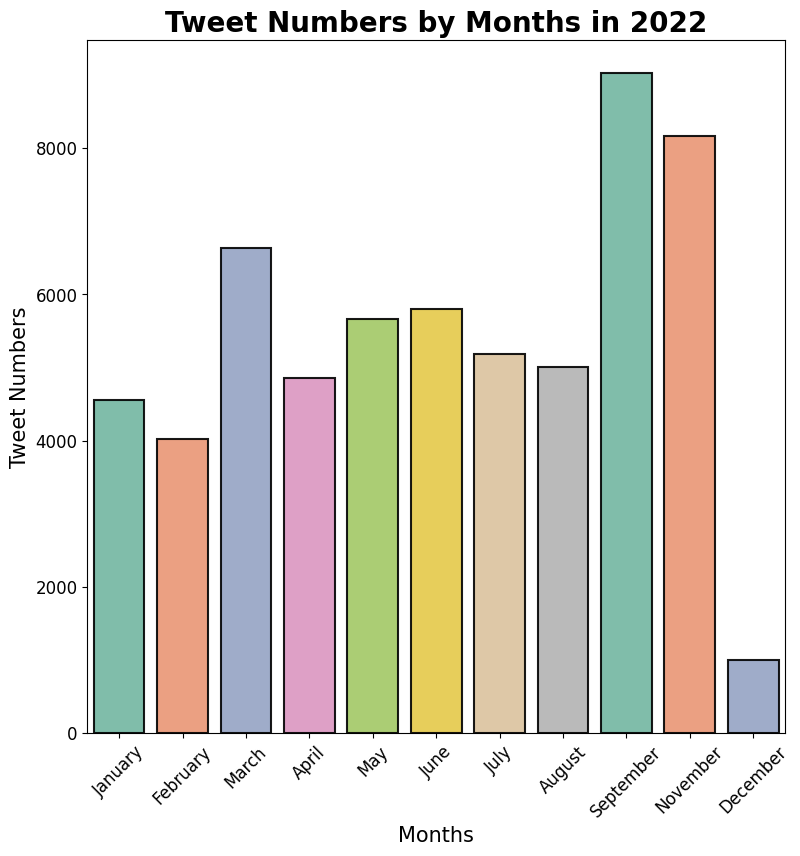 Tweet Numbers by Months in 2022
Tweet Numbers
8000
6000
4000
2000
0
January
February
March
April
May
June
July
August
September
November
December
Months